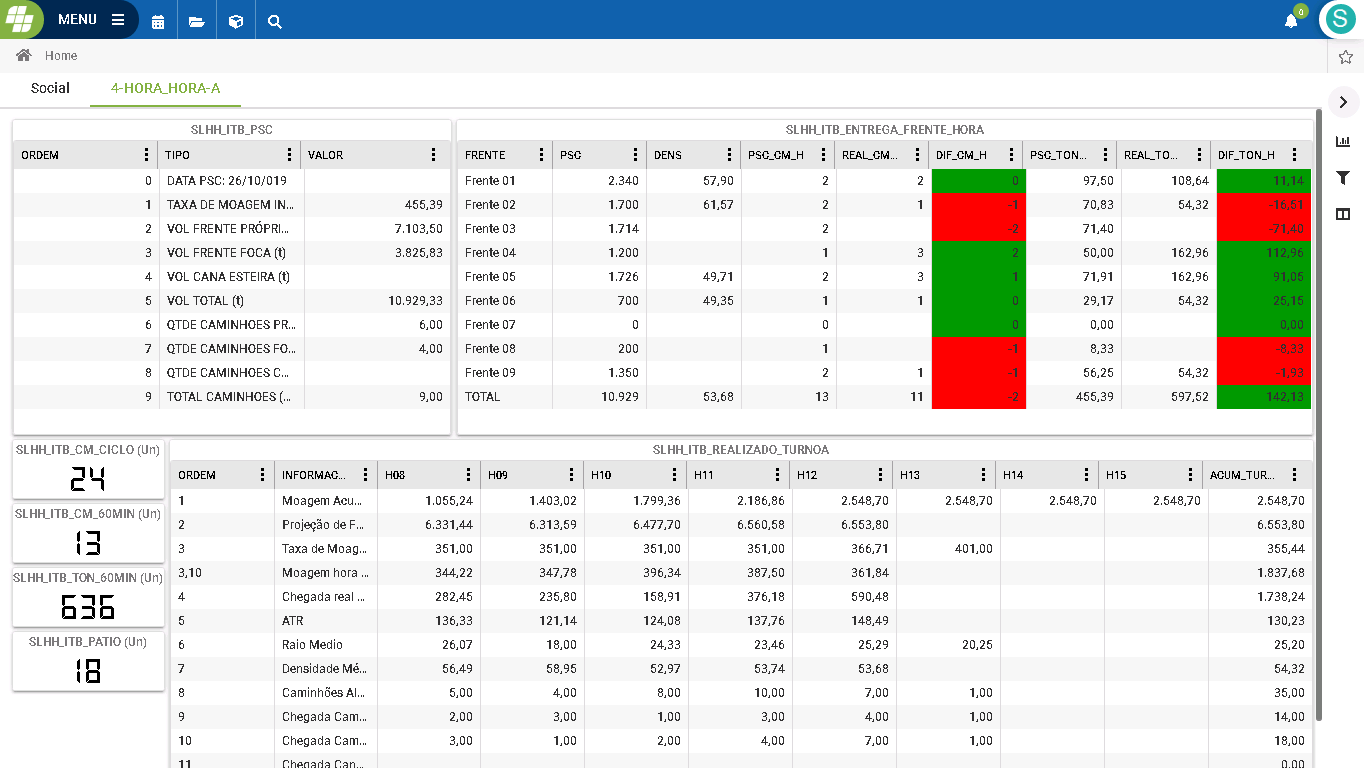 MENU
0
S
Home
Social 4-HORA_HORA-A
SLHH_ITB_PSC
ORDEM TIPO VALOR
0 DATA PSC: 26/10/019
1 TAXA DE MOAGEM IN... 455,39
2 VOL FRENTE PRÓPRI... 7.103,50
3 VOL FRENTE FOCA (t) 3.825,83
4 VOL CANA ESTEIRA (t)
5 VOL TOTAL (t) 10.929,33
6 QTDE CAMINHOES PR... 6,00
7 QTDE CAMINHOES FO... 4,00
8 QTDE CAMINHOES C...
9 TOTAL CAMINHOES (... 9,00
SLHH_ITB_ENTREGA_FRENTE_HORA
FRENTE PSC DENS PSC_CM_H REAL_CM... DIF_CM_H PSC_TON... REAL_TO... DIF_TON_H
Frente 01 2.340 57,90 2 2 0 97,50 108,64 11,14
Frente 02 1.700 61,57 2 1 -1 70,83 54,32 -16,51
Frente 03 1.714 2 -2 71,40 -71,40
Frente 04 1.200 1 3 2 50,00 162,96 112,96
Frente 05 1.726 49,71 2 3 1 71,91 162,96 91,05
Frente 06 700 49,35 1 1 0 29,17 54,32 25,15
Frente 07 0 0 0 0,00 0,00
Frente 08 200 1 -1 8,33 -8,33
Frente 09 1.350 2 1 -1 56,25 54,32 -1,93
TOTAL 10.929 53,68 13 11 -2 455,39 597,52 142,13
SLHH_ITB_CM_CICLO (Un)
24
SLHH_ITB_CM_60MIN (Un)
13
SLHH_ITB_TON_60MIN (Un)
636
SLHH_ITB_PATIO (Un)
18
SLHH_ITB_REALIZADO_TURNOA
ORDEM INFORMAC... H08 H09 H10 H11 H12 H13 H14 H15 ACUM_TUR...
1 Moagem Acu... 1.055,24 1.403,02 1.799,36 2.186,86 2.548,70 2.548,70 2.548,70 2.548,70 2.548,70
2 Projeção de F... 6.331,44 6.313,59 6.477,70 6.560,58 6.553,80 6.553,80
3 Taxa de Moag... 351,00 351,00 351,00 351,00 366,71 401,00 355,44
3,10 Moagem hora ... 344,22 347,78 396,34 387,50 361,84 1.837,68
4 Chegada real ... 282,45 235,80 158,91 376,18 590,48 1.738,24
5 ATR 136,33 121,14 124,08 137,76 148,49 130,23
6 Raio Medio 26,07 18,00 24,33 23,46 25,29 20,25 25,20
7 Densidade Mé... 56,49 58,95 52,97 53,74 53,68 54,32
8 Caminhões Al... 5,00 4,00 8,00 10,00 7,00 1,00 35,00
9 Chegada Cam... 2,00 3,00 1,00 3,00 4,00 1,00 14,00
10 Chegada Cam... 3,00 1,00 2,00 4,00 7,00 1,00 18,00
11 Chegada Can... 0,00